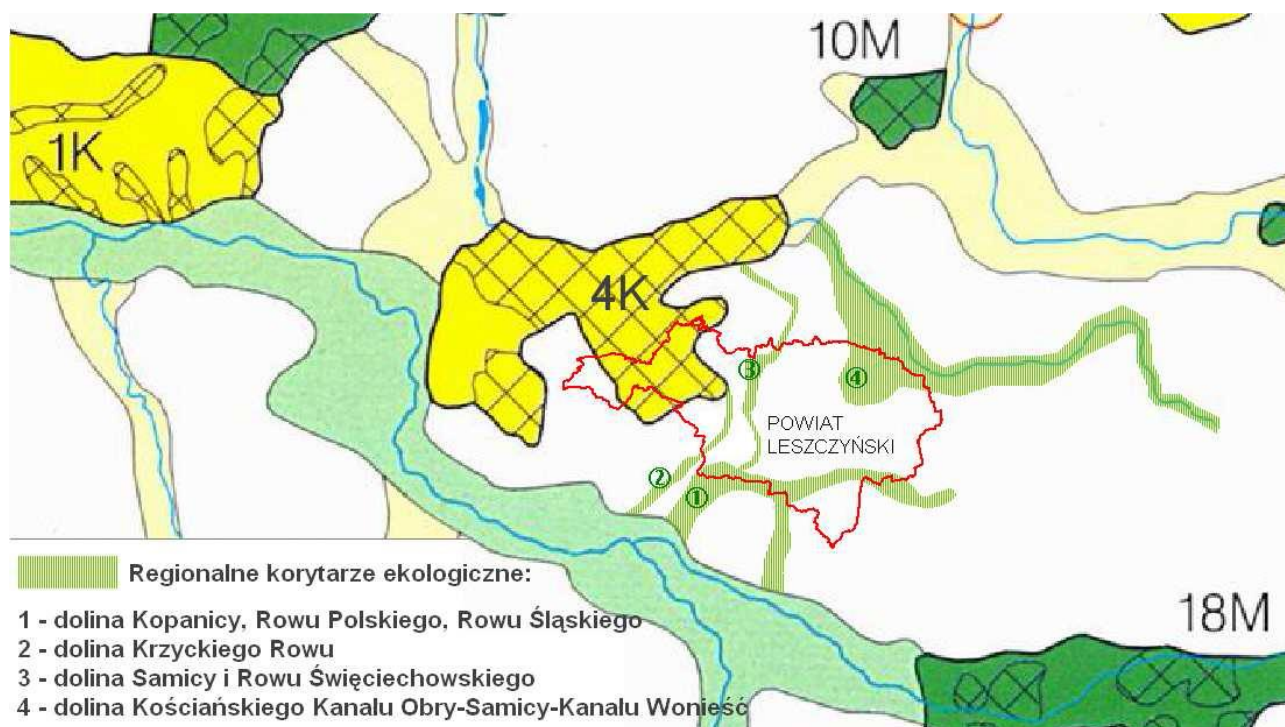 10M
1K
4K
③
④
POWIAT
LESZCZYŃSKI
②
①
Regionalne korytarze ekologiczne:
18M
1 - dolina Kopanicy, Rowu Polskiego, Rowu Śląskiego
2 - dolina Krzyckiego Rowu
3 - dolina Samicy i Rowu Święciechowskiego
4 - dolina Kościańskiego Kanału Obry-Samicy-Kanału Wonieść